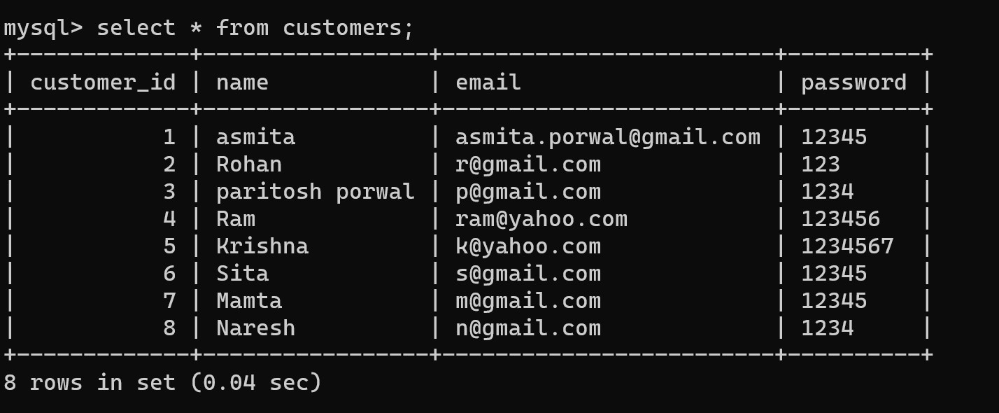 mysql> select * from customers;
+-------------+-----------------+-------------------------+----------+
| customer_id | name            | email                   | password |
+-------------+-----------------+-------------------------+----------+
|           1 | asmita          | asmita.porwal@gmail.com | 12345    |
|           2 | Rohan           | r@gmail.com             | 123      |
|           3 | paritosh porwal | p@gmail.com             | 1234     |
|           4 | Ram             | ram@yahoo.com           | 123456   |
|           5 | Krishna         | k@yahoo.com             | 1234567  |
|           6 | Sita            | s@gmail.com             | 12345    |
|           7 | Mamta           | m@gmail.com             | 12345    |
|           8 | Naresh          | n@gmail.com             | 1234     |
+-------------+-----------------+-------------------------+----------+
8 rows in set (0.04 sec)